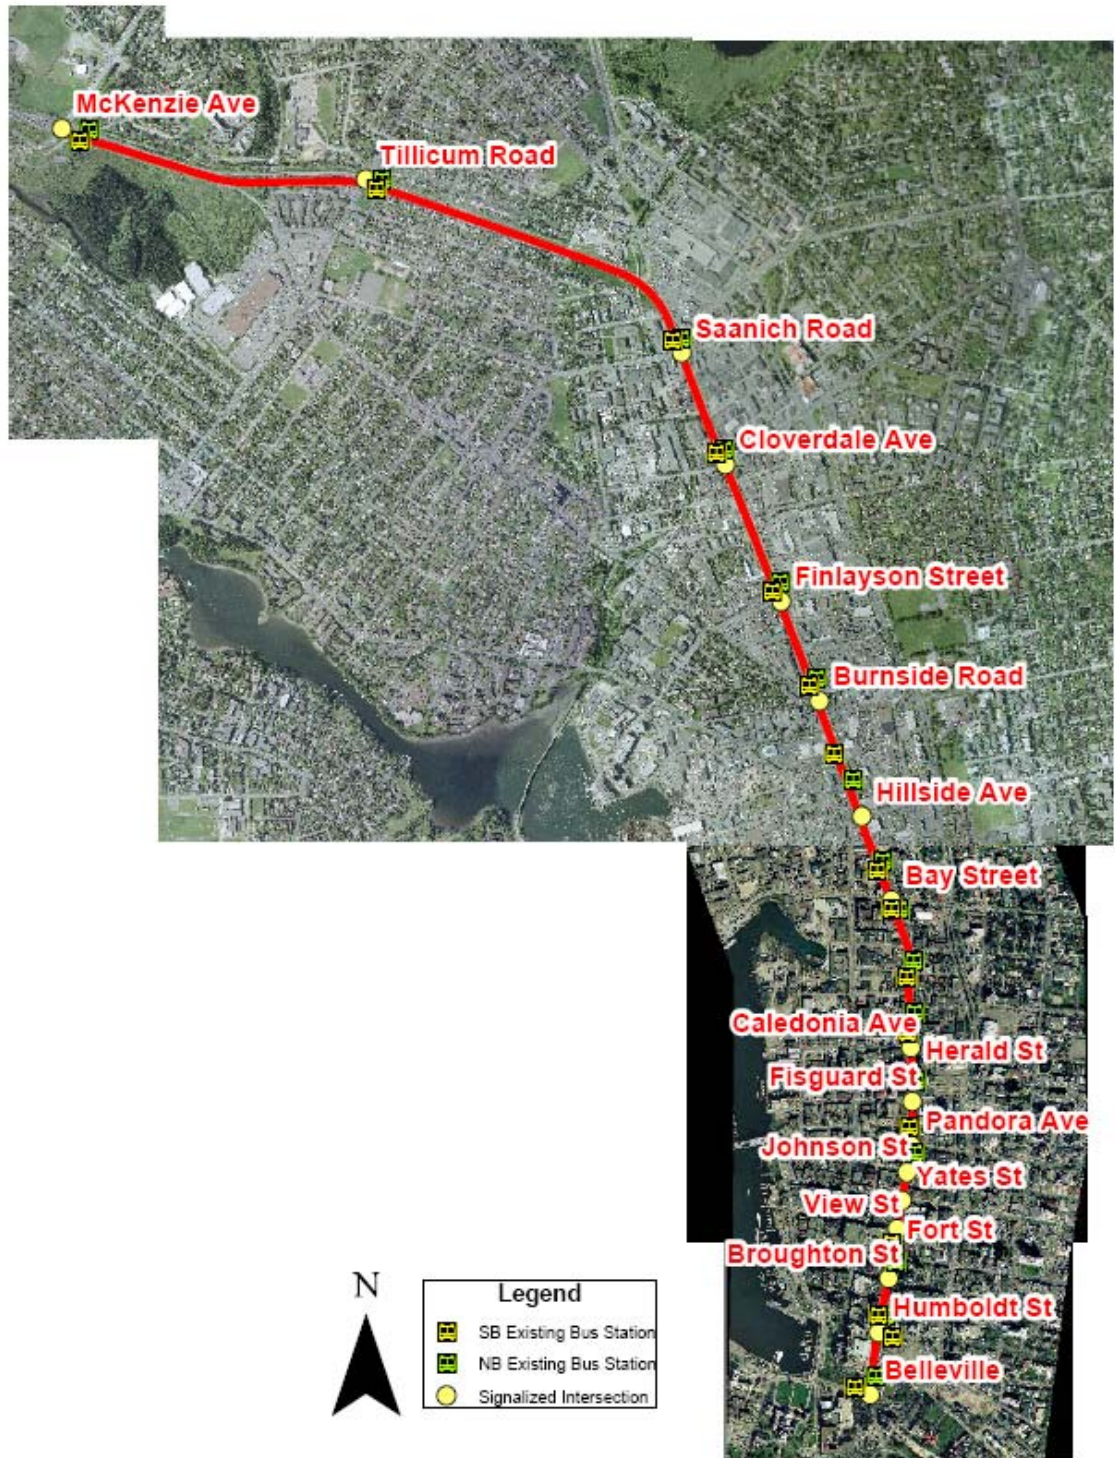 McKenzie Ave
Tillicum Road
Saanich Road
Cloverdale Ave
Finlayson Street
Burnside Road
Hillside Ave
Bay Street
Caledonia Ave
Herald St
Fisguard St
Pandora Ave
Johnson St
Yates St
View St
Fort St
Broughton St
Humboldt St
Belleville
N
Legend
SB Existing Bus Station
NB Existing Bus Station
Signalized Intersection